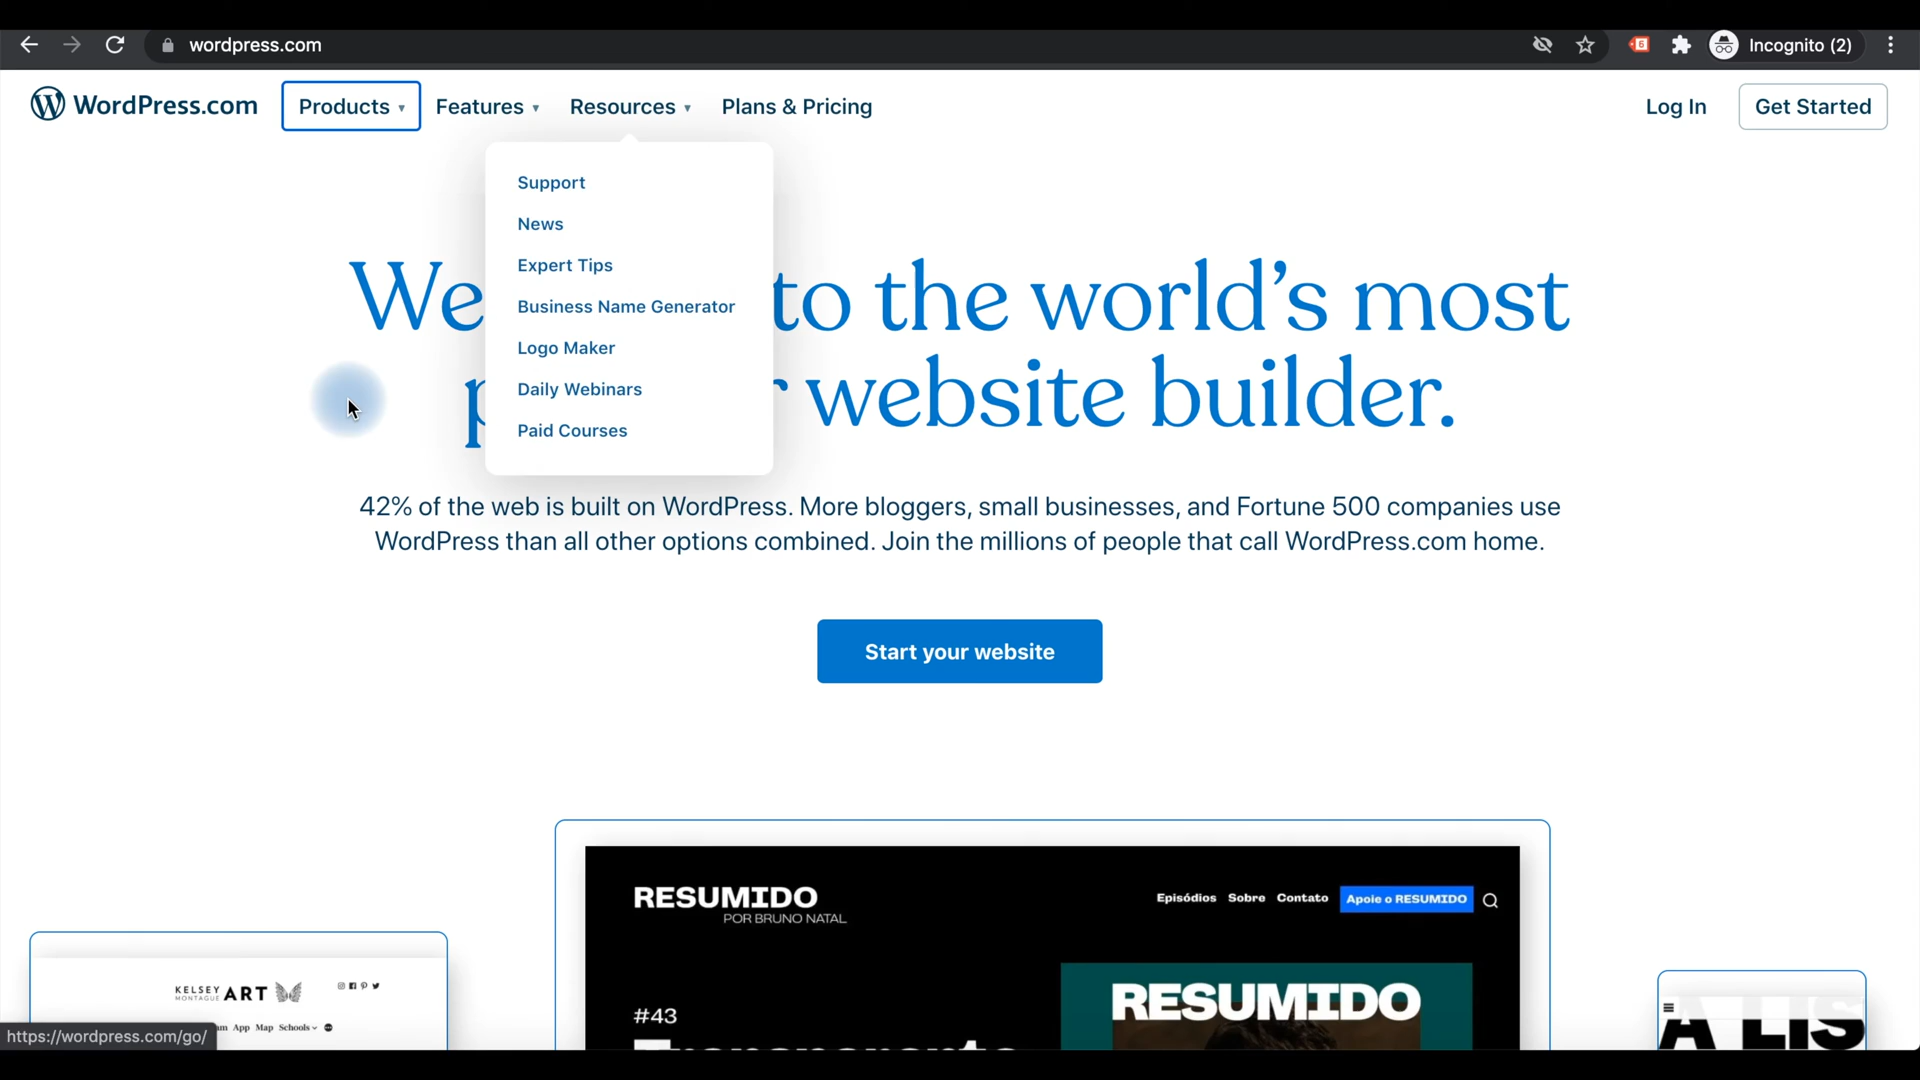 wordpress.com
Incognito (2)
WordPress.com
Products
Features
Resources
Plans & Pricing
Log In
Get Started
Support
News
Expert Tips
Business Name Generator
Logo Maker
Daily Webinars
Paid Courses
We to the world's most
p r website builder.
42% of the web is built on WordPress. More bloggers, small businesses, and Fortune 500 companies use
WordPress than all other options combined. Join the millions of people that call WordPress.com home.
Start your website
RESUMIDO
POR BRUNO NATAL
Episódios Sobre Contato Apoie o RESUMIDO
#43
RESUMIDO
KELSEY
MONTAGUE
ART
am App Map Schools
A LIS
https://wordpress.com/go/